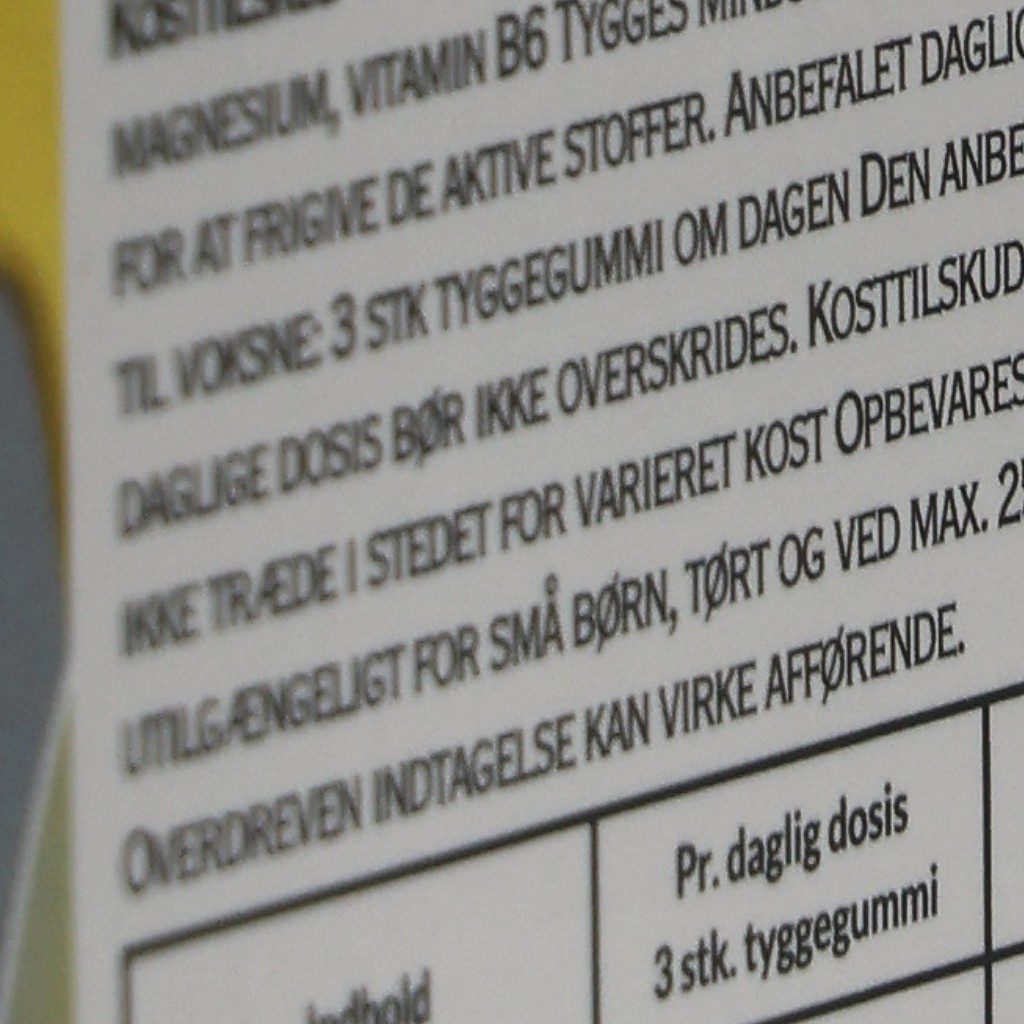 MAGNESIUM, VITAMIN B6 TYGGES
FOR AT FRIGIVE DE AKTIVE STOFFER. ANBEFALET
TIL VOKSNE: 3 STK TYGGEGUMMI OM DAGEN DEN
DAGLIGE DOSIS BØR IKKE OVERSKRIDES. KOSTTILSKUD
IKKE TRÆDE I STEDET FOR VARIERET KOST OPBEVARES
UTILGÆNGELIGT FOR SMÅ BØRN, TØRT OG VED MAX.
OVERDREVEN INDTAGELSE KAN VIRKE AFFØRENDE.
Pr. daglig dosis
3 stk. tyggegummi
indhold